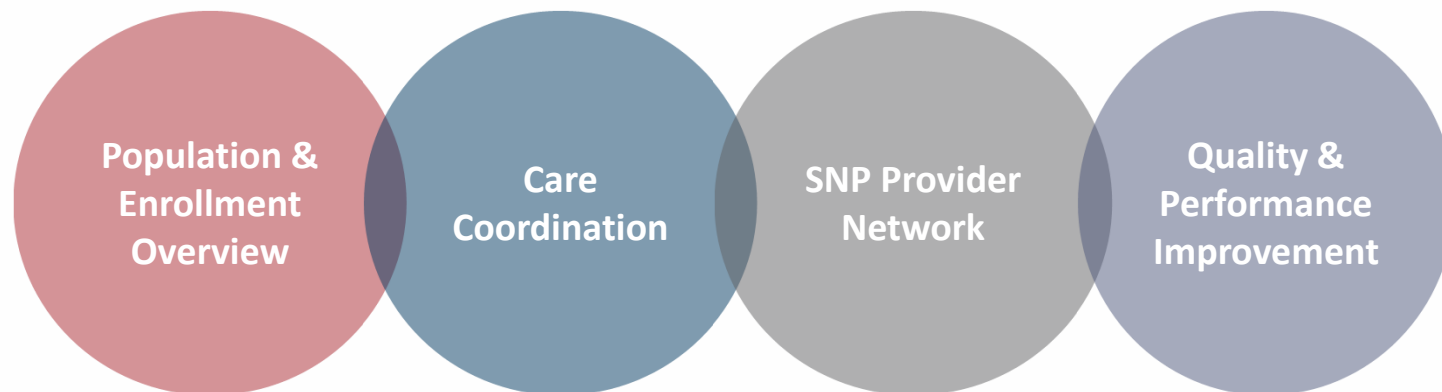 Population &
Enrollment
Overview
Care
Coordination
SNP Provider
Network
Quality &
Performance
Improvement